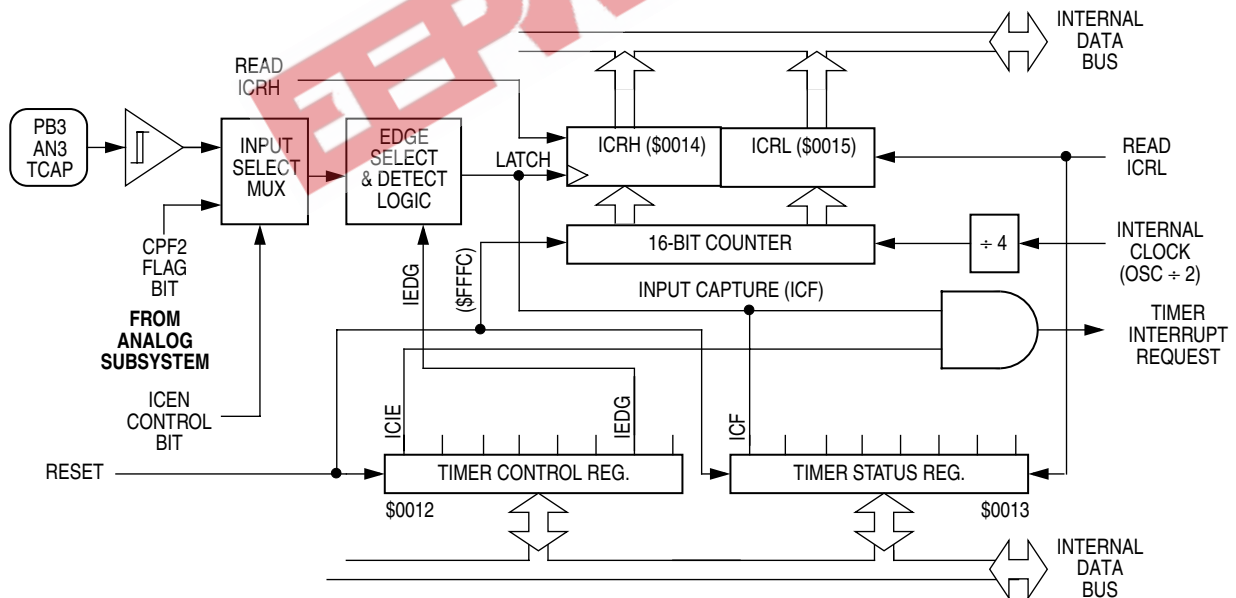 INTERNAL
DATA
BUS
READ
ICRH
PB3
AN3
TCAP
INPUT
SELECT
MUX
EDGE
SELECT
& DETECT
LOGIC
LATCH
ICRH ($0014)
ICRL ($0015)
READ
ICRL
16-BIT COUNTER
÷ 4
INTERNAL
CLOCK
(OSC ÷ 2)
CPF2
FLAG
BIT
FROM
ANALOG
SUBSYSTEM
IEDG
($FFFC)
INPUT CAPTURE (ICF)
TIMER
INTERRUPT
REQUEST
ICEN
CONTROL
BIT
ICIE
IEDG
ICF
RESET
TIMER CONTROL REG.
TIMER STATUS REG.
$0012
$0013
INTERNAL
DATA
BUS